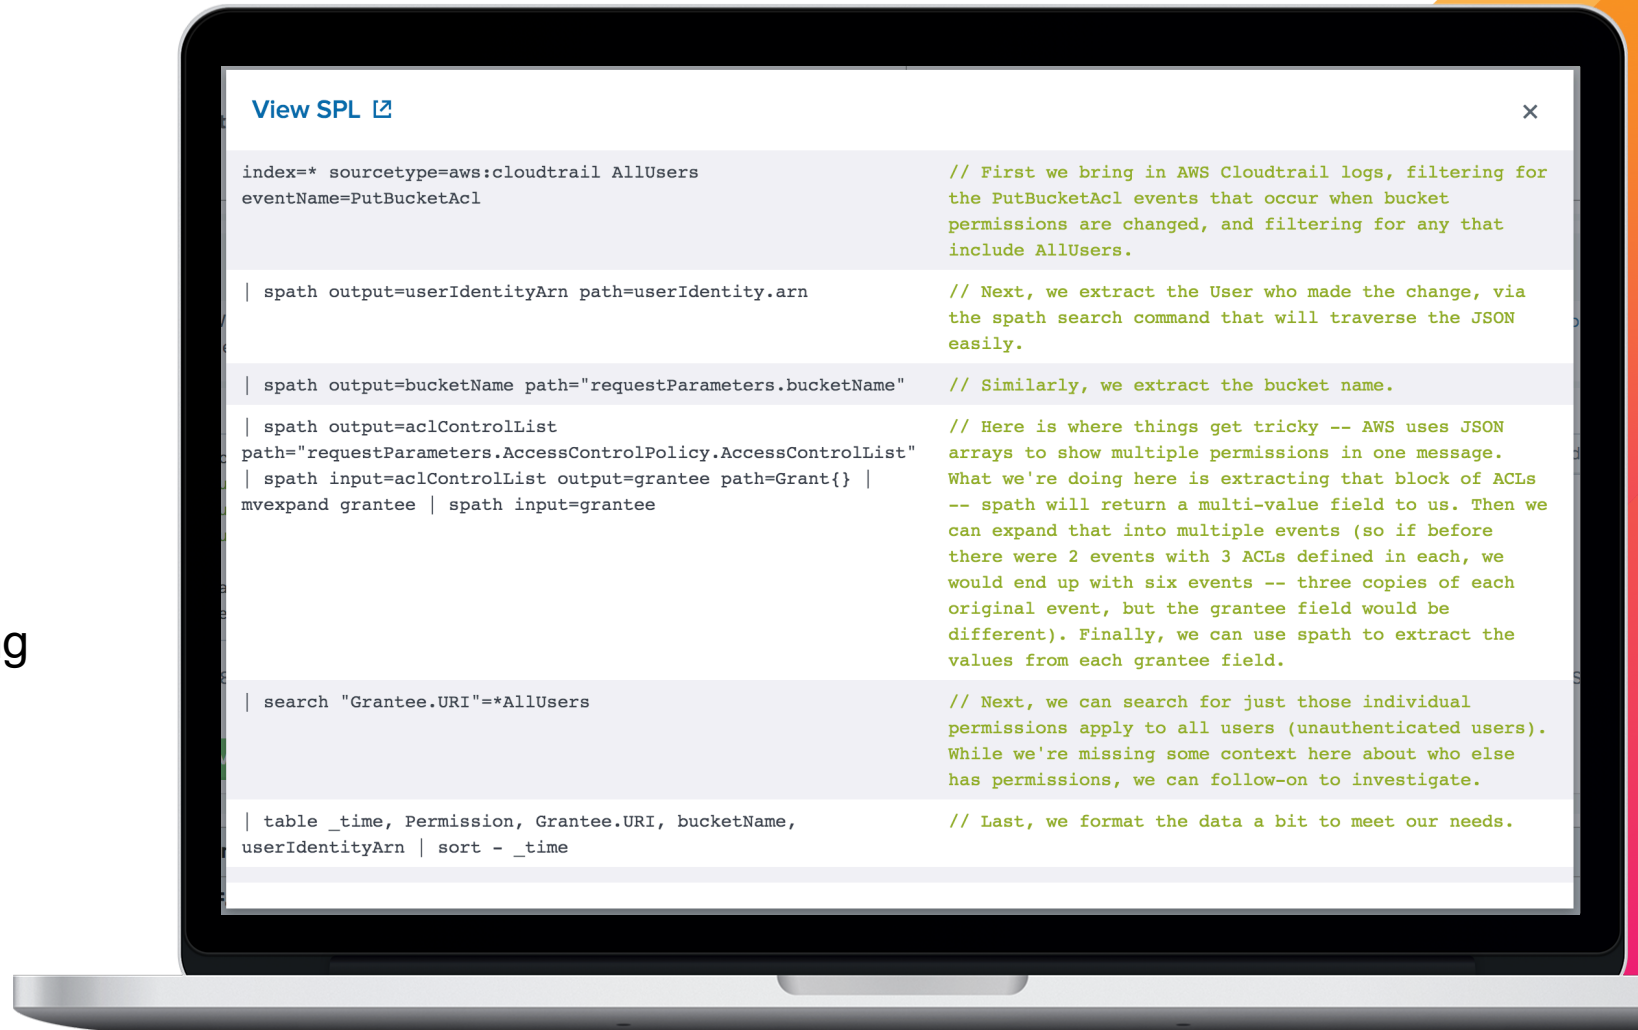 View SPL
index=* sourcetype=aws:cloudtrail AllUsers
eventName=PutBucketAcl
// First we bring in AWS Cloudtrail logs, filtering for
the PutBucketAcl events that occur when bucket
permissions are changed, and filtering for any that
include AllUsers.
| spath output=userIdentityArn path=userIdentity.arn
// Next, we extract the User who made the change, via
the spath search command that will traverse the JSON
easily.
| spath output=bucketName path="requestParameters.bucketName"
// Similarly, we extract the bucket name.
| spath output=aclControlList
path="requestParameters.AccessControlPolicy.AccessControlList"
| spath input=aclControlList output=grantee path=Grant{} |
mvexpand grantee | spath input=grantee
// Here is where things get tricky -- AWS uses JSON
arrays to show multiple permissions in one message.
What we're doing here is extracting that block of ACLs
-- spath will return a multi-value field to us. Then we
can expand that into multiple events (so if before
there were 2 events with 3 ACLs defined in each, we
would end up with six events -- three copies of each
original event, but the grantee field would be
different). Finally, we can use spath to extract the
values from each grantee field.
| search "Grantee.URI"=*AllUsers
// Next, we can search for just those individual
permissions apply to all users (unauthenticated users).
While we're missing some context here about who else
has permissions, we can follow-on to investigate.
| table _time, Permission, Grantee.URI, bucketName,
userIdentityArn | sort - _time
// Last, we format the data a bit to meet our needs.
g